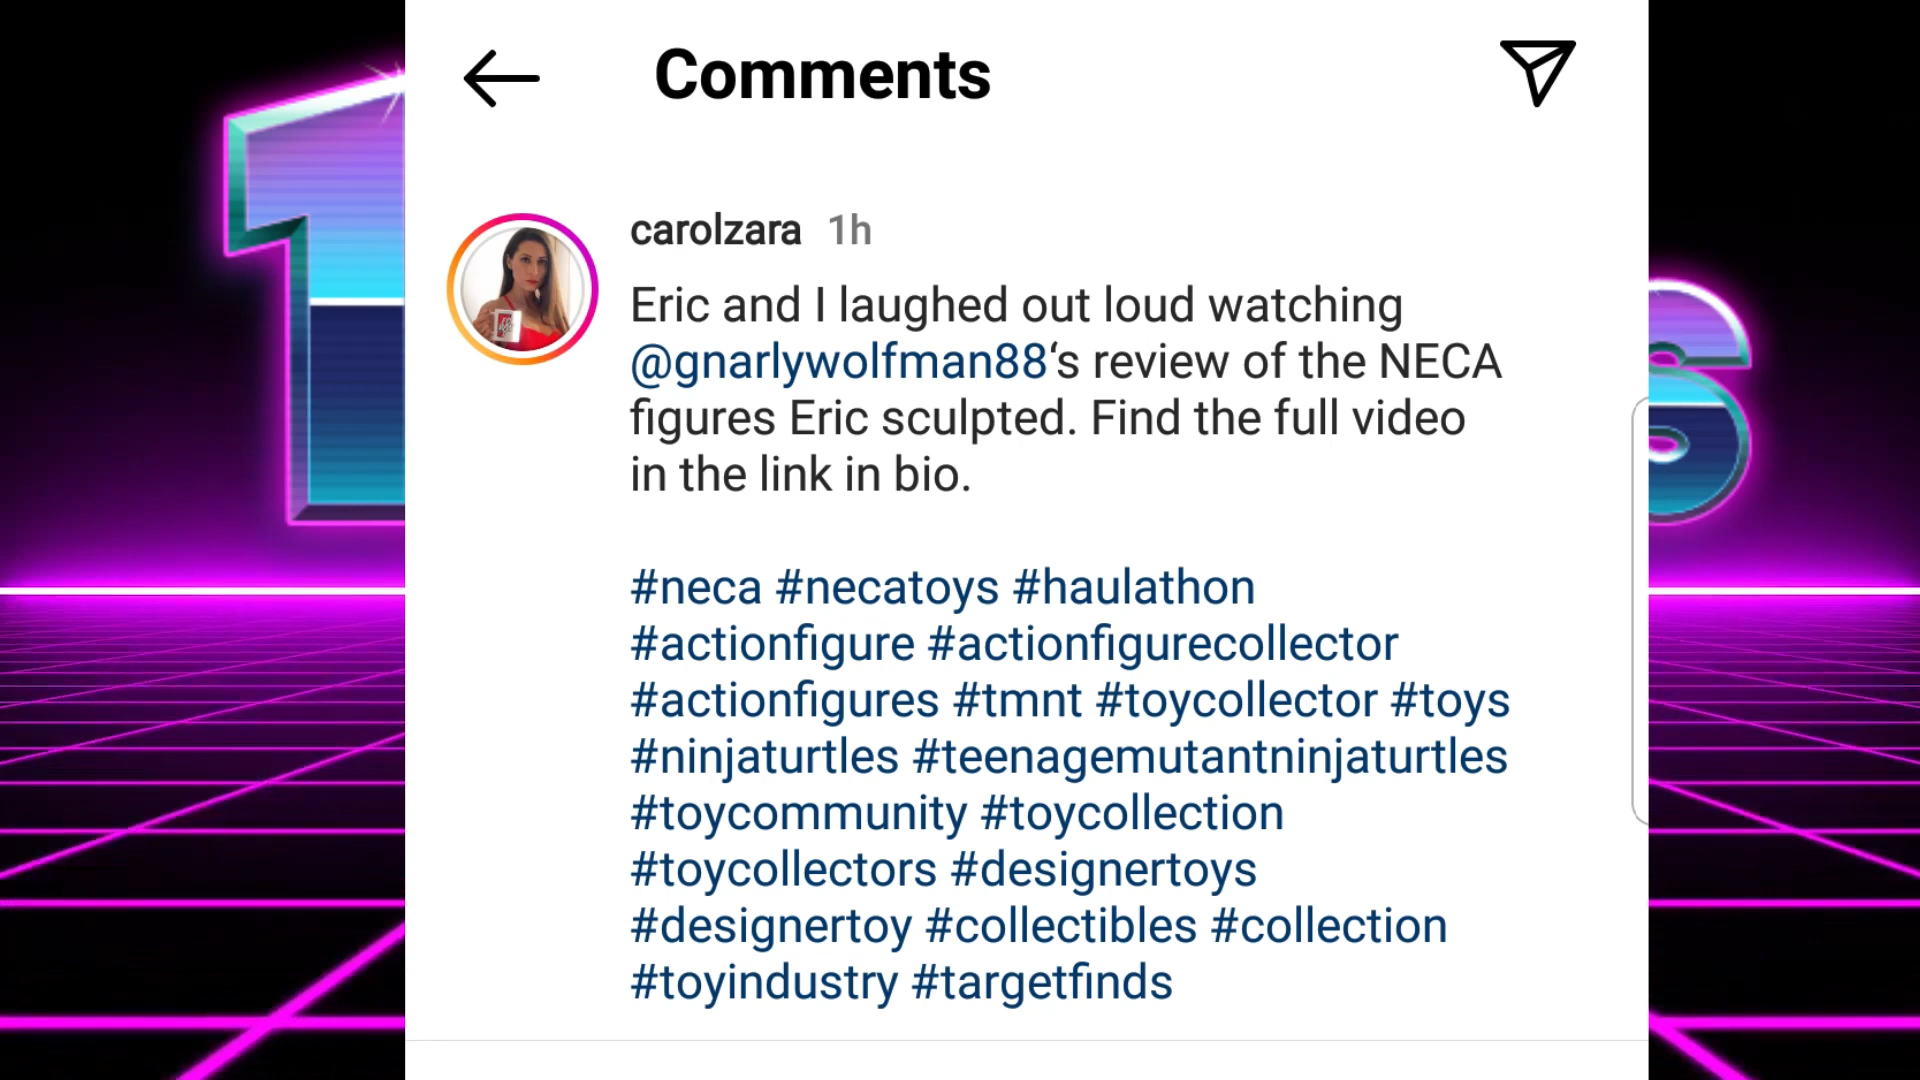 Comments
carolzara 1h
Eric and I laughed out loud watching
@gnarlywolfman88‘s review of the NECA
figures Eric sculpted. Find the full video
in the link in bio.
#neca #necatoys #haulathon
#actionfigure #actionfigurecollector
#actionfigures #tmnt #toycollector #toys
#ninjaturtles #teenagemutantninjaturtles
#toycommunity #toycollection
#toycollectors #designertoys
#designertoy #collectibles #collection
#toyindustry #targetfinds